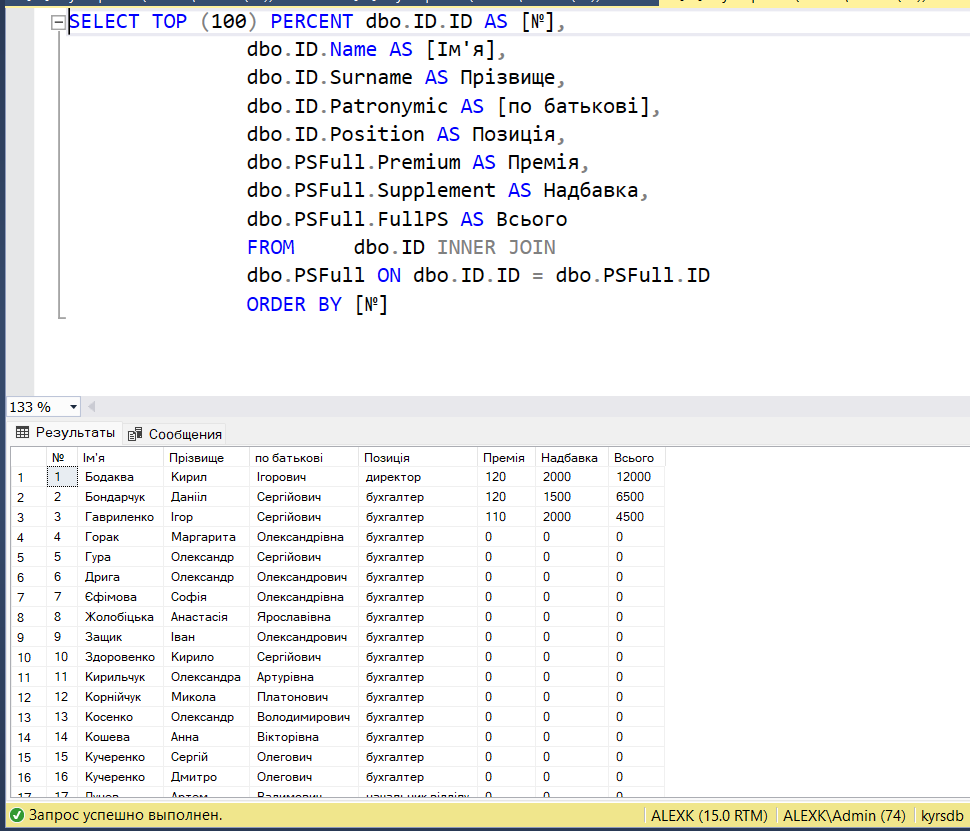 SELECT TOP (100) PERCENT dbo.ID.ID AS [№],
dbo.ID.Name AS [Ім'я],
dbo.ID.Surname AS Прізвище,
dbo.ID.Patronymic AS [по батькові],
dbo.ID.Position AS Позиція,
dbo.PSFull.Premium AS Премія,
dbo.PSFull.Supplement AS Надбавка,
dbo.PSFull.FullPS AS Всього
FROM dbo.ID INNER JOIN
dbo.PSFull ON dbo.ID.ID = dbo.PSFull.ID
ORDER BY [№]
133 %
Результаты Сообщения
№ Ім'я Прізвище по батькові Позиція Премія Надбавка Всього
1 1 Бодаква Кирил Ігорович директор 120 2000 12000
2 2 Бондарчук Данііл Сергійович бухгалтер 120 1500 6500
3 3 Гавриленко Ігор Сергійович бухгалтер 110 2000 4500
4 4 Горак Маргарита Олександрівна бухгалтер 0 0 0
5 5 Гура Олександр Сергійович бухгалтер 0 0 0
6 6 Дрига Олександр Олександрович бухгалтер 0 0 0
7 7 Єфімова Софія Олександрівна бухгалтер 0 0 0
8 8 Жолобіцька Анастасія Ярославівна бухгалтер 0 0 0
9 9 Защик Іван Олександрович бухгалтер 0 0 0
10 10 Здоровенко Кирило Сергійович бухгалтер 0 0 0
11 11 Кирильчук Олександра Артурівна бухгалтер 0 0 0
12 12 Корнійчук Микола Платонович бухгалтер 0 0 0
13 13 Косенко Олександр Володимирович бухгалтер 0 0 0
14 14 Кошева Анна Вікторівна бухгалтер 0 0 0
15 15 Кучеренко Сергій Олегович бухгалтер 0 0 0
16 16 Кучеренко Дмитро Олегович бухгалтер 0 0 0
17 17 Артем Вадимович начальник відділу 0 0 0
Запрос успешно выполнен. ALEXK (15.0 RTM) ALEXK\Admin (74) kyrsdb